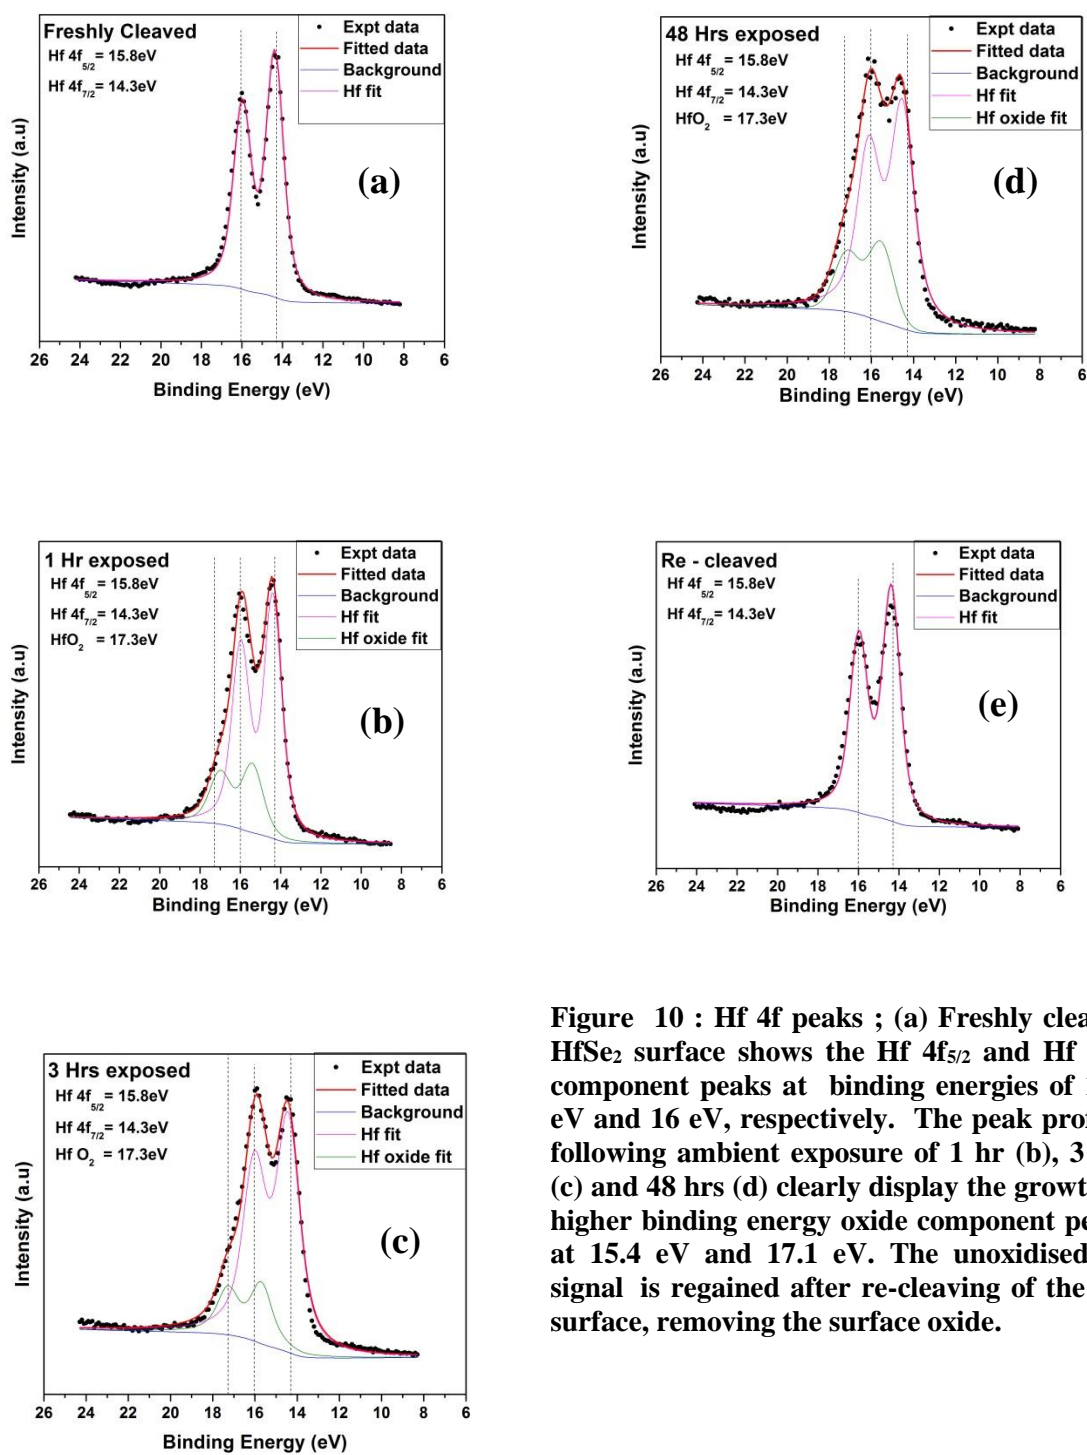 Freshly Cleaved
Hf 4f5/2 = 15.8eV
Hf 4f7/2 = 14.3eV
Expt data
Fitted data
Background
Hf fit
(a)
Intensity (a.u)
26 24 22 20 18 16 14 12 10 8 6
Binding Energy (eV)
48 Hrs exposed
Hf 4f5/2 = 15.8eV
Hf 4f7/2 = 14.3eV
HfO2 = 17.3eV
Expt data
Fitted data
Background
Hf fit
Hf oxide fit
(d)
Intensity (a.u)
26 24 22 20 18 16 14 12 10 8 6
Binding Energy (eV)
1 Hr exposed
Hf 4f5/2 = 15.8eV
Hf 4f7/2 = 14.3eV
HfO2 = 17.3eV
Expt data
Fitted data
Background
Hf fit
Hf oxide fit
(b)
Intensity (a.u)
26 24 22 20 18 16 14 12 10 8 6
Binding Energy (eV)
Re - cleaved
Hf 4f5/2 = 15.8eV
Hf 4f7/2 = 14.3eV
Expt data
Fitted data
Background
Hf fit
(e)
Intensity (a.u)
26 24 22 20 18 16 14 12 10 8 6
Binding Energy (eV)
3 Hrs exposed
Hf 4f5/2 = 15.8eV
Hf 4f7/2 = 14.3eV
Hf O2 = 17.3eV
Expt data
Fitted data
Background
Hf fit
Hf oxide fit
(c)
Intensity (a.u)
26 24 22 20 18 16 14 12 10 8 6
Binding Energy (eV)
Figure 10 : Hf 4f peaks ; (a) Freshly
HfSe2 surface shows the Hf 4f5/2 and Hf
component peaks at binding energies of
eV and 16 eV, respectively. The peak
following ambient exposure of 1 hr (b), 3
(c) and 48 hrs (d) clearly display the
higher binding energy oxide component
at 15.4 eV and 17.1 eV. The unoxidised
signal is regained after re-cleaving of the
surface, removing the surface oxide.